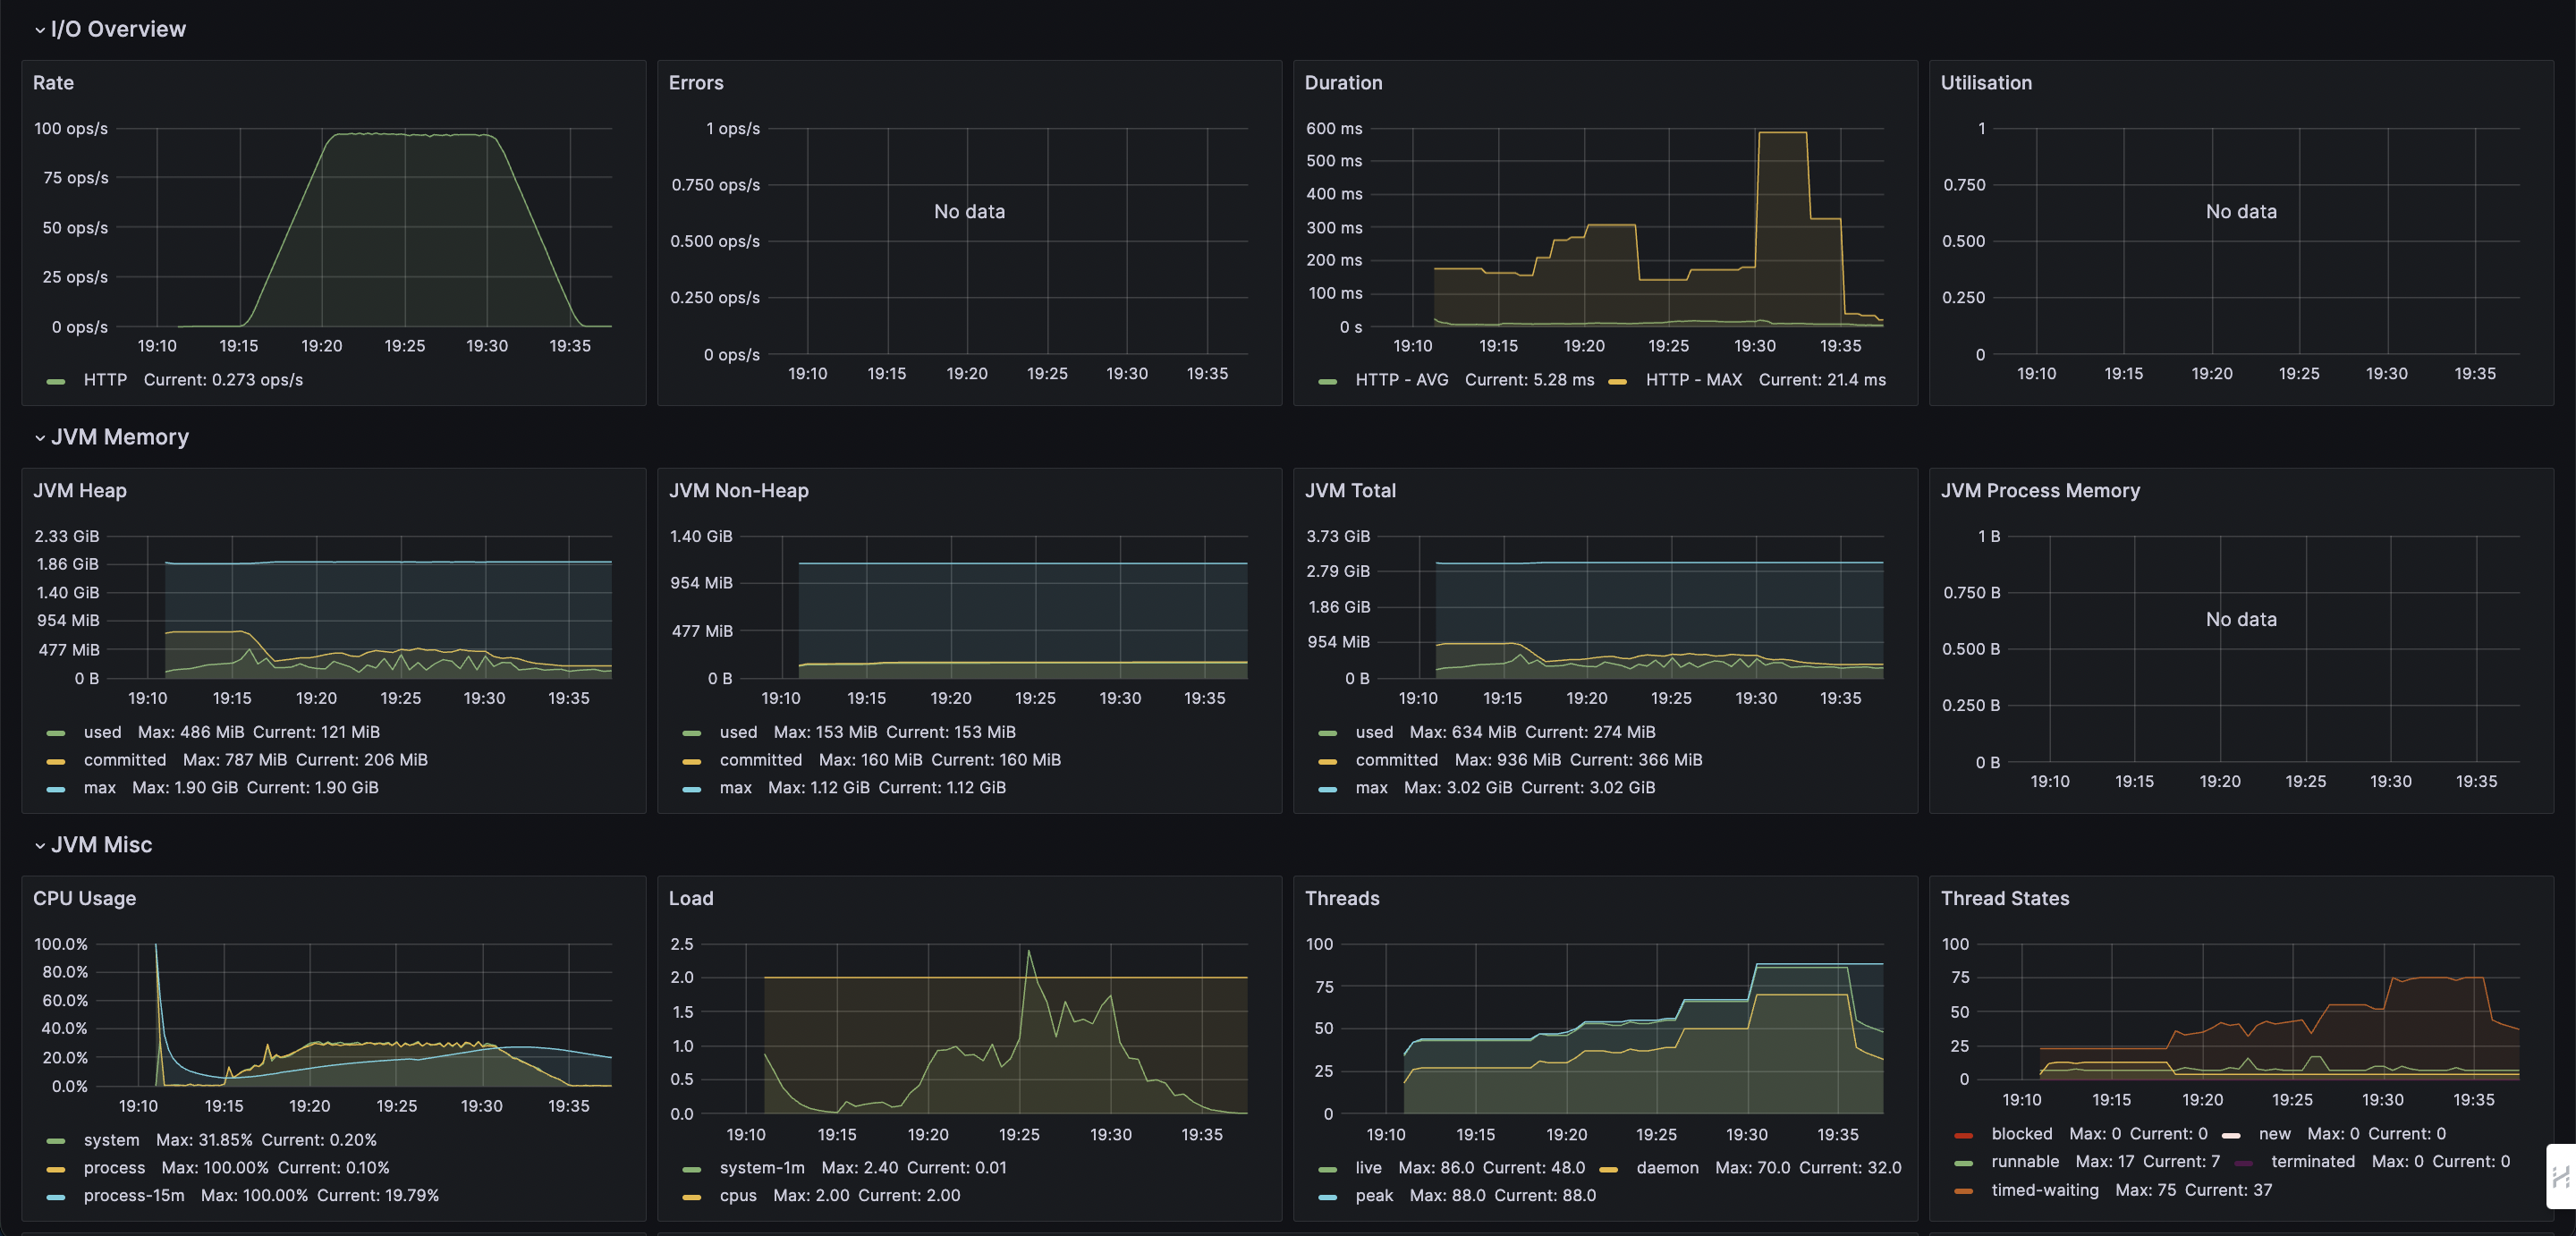 I/O Overview
Rate
100 ops/s
75 ops/s
50 ops/s
25 ops/s
0 ops/s
19:10 19:15 19:20 19:25 19:30 19:35
HTTP Current: 0.273 ops/s
Errors
1 ops/s
0.750 ops/s
0.500 ops/s
0.250 ops/s
0 ops/s
No data
19:10 19:15 19:20 19:25 19:30 19:35
Duration
600 ms
500 ms
400 ms
300 ms
200 ms
100 ms
0 s
19:10 19:15 19:20 19:25 19:30 19:35
HTTP - AVG Current: 5.28 ms HTTP - MAX Current: 21.4 ms
Utilisation
1
0.750
0.500
0.250
0
No data
19:10 19:15 19:20 19:25 19:30 19:35
JVM Memory
JVM Heap
2.33 GiB
1.86 GiB
1.40 GiB
954 MiB
477 MiB
0 B
19:10 19:15 19:20 19:25 19:30 19:35
used Max: 486 MiB Current: 121 MiB
committed Max: 787 MiB Current: 206 MiB
max Max: 1.90 GiB Current: 1.90 GiB
JVM Non-Heap
1.40 GiB
954 MiB
477 MiB
0 B
19:10 19:15 19:20 19:25 19:30 19:35
used Max: 153 MiB Current: 153 MiB
committed Max: 160 MiB Current: 160 MiB
max Max: 1.12 GiB Current: 1.12 GiB
JVM Total
3.73 GiB
2.79 GiB
1.86 GiB
954 MiB
0 B
19:10 19:15 19:20 19:25 19:30 19:35
used Max: 634 MiB Current: 274 MiB
committed Max: 936 MiB Current: 366 MiB
max Max: 3.02 GiB Current: 3.02 GiB
JVM Process Memory
1 B
0.750 B
0.500 B
0.250 B
0 B
No data
19:10 19:15 19:20 19:25 19:30 19:35
JVM Misc
CPU Usage
100.0%
80.0%
60.0%
40.0%
20.0%
0.0%
19:10 19:15 19:20 19:25 19:30 19:35
system Max: 31.85% Current: 0.20%
process Max: 100.00% Current: 0.10%
process-15m Max: 100.00% Current: 19.79%
Load
2.5
2.0
1.5
1.0
0.5
0.0
19:10 19:15 19:20 19:25 19:30 19:35
system-1m Max: 2.40 Current: 0.01
cpus Max: 2.00 Current: 2.00
Threads
100
75
50
25
0
19:10 19:15 19:20 19:25 19:30 19:35
live Max: 86.0 Current: 48.0 daemon Max: 70.0 Current: 32.0
peak Max: 88.0 Current: 88.0
Thread States
100
75
50
25
0
19:10 19:15 19:20 19:25 19:30 19:35
blocked Max: 0 Current: 0 new Max: 0 Current: 0
runnable Max: 17 Current: 7 terminated Max: 0 Current: 0
timed-waiting Max: 75 Current: 37